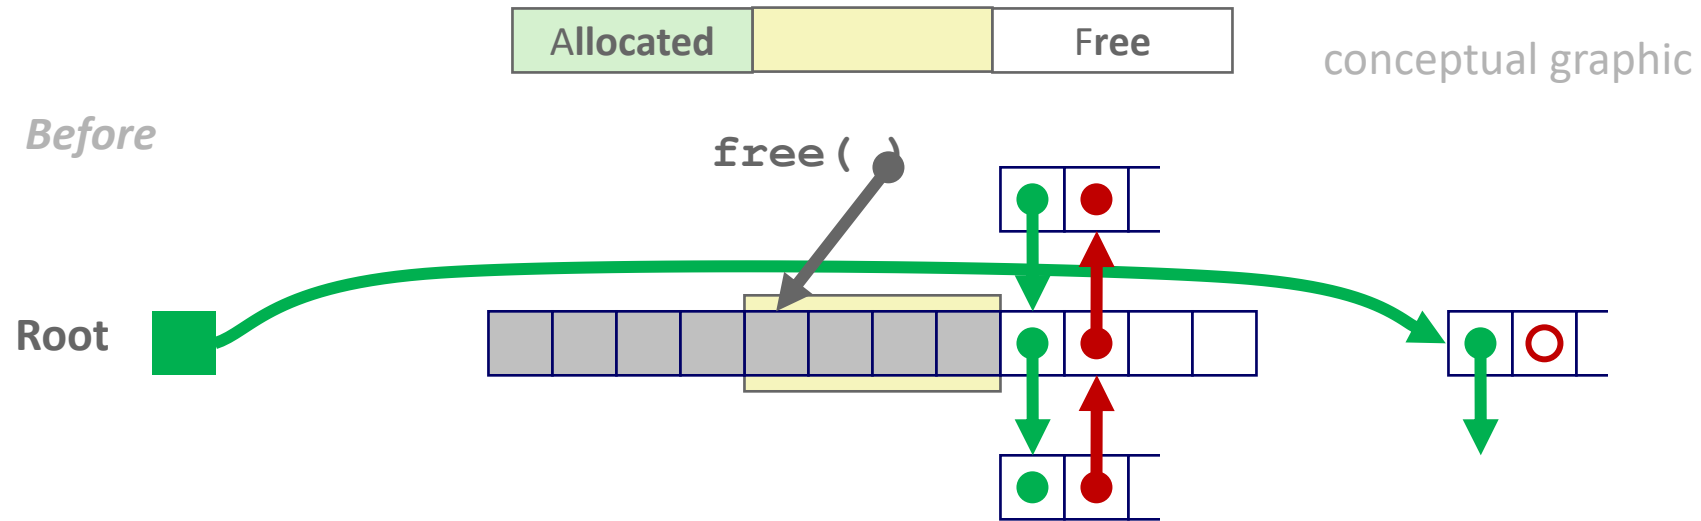 Allocated Free
conceptual graphic
Before
free( )
Root